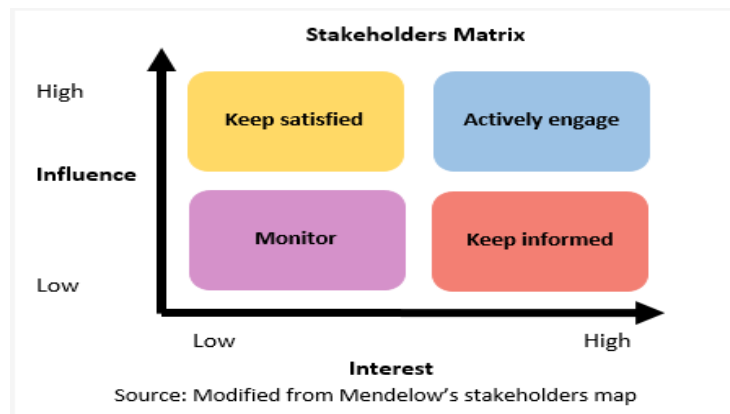 Stakeholders Matrix
High
Keep satisfied
Actively engage
Influence
Monitor
Keep informed
Low
Low
High
Interest
Source: Modified from Mendelow's stakeholders map